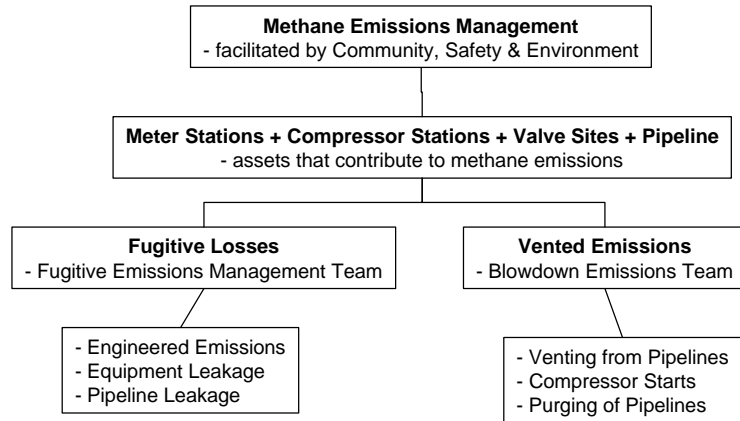 Methane Emissions Management
- facilitated by Community, Safety & Environment
Meter Stations + Compressor Stations + Valve Sites + Pipeline
- assets that contribute to methane emissions
Fugitive Losses
- Fugitive Emissions Management Team
Vented Emissions
- Blowdown Emissions Team
- Engineered Emissions
- Equipment Leakage
- Pipeline Leakage
- Venting from Pipelines
- Compressor Starts
- Purging of Pipelines